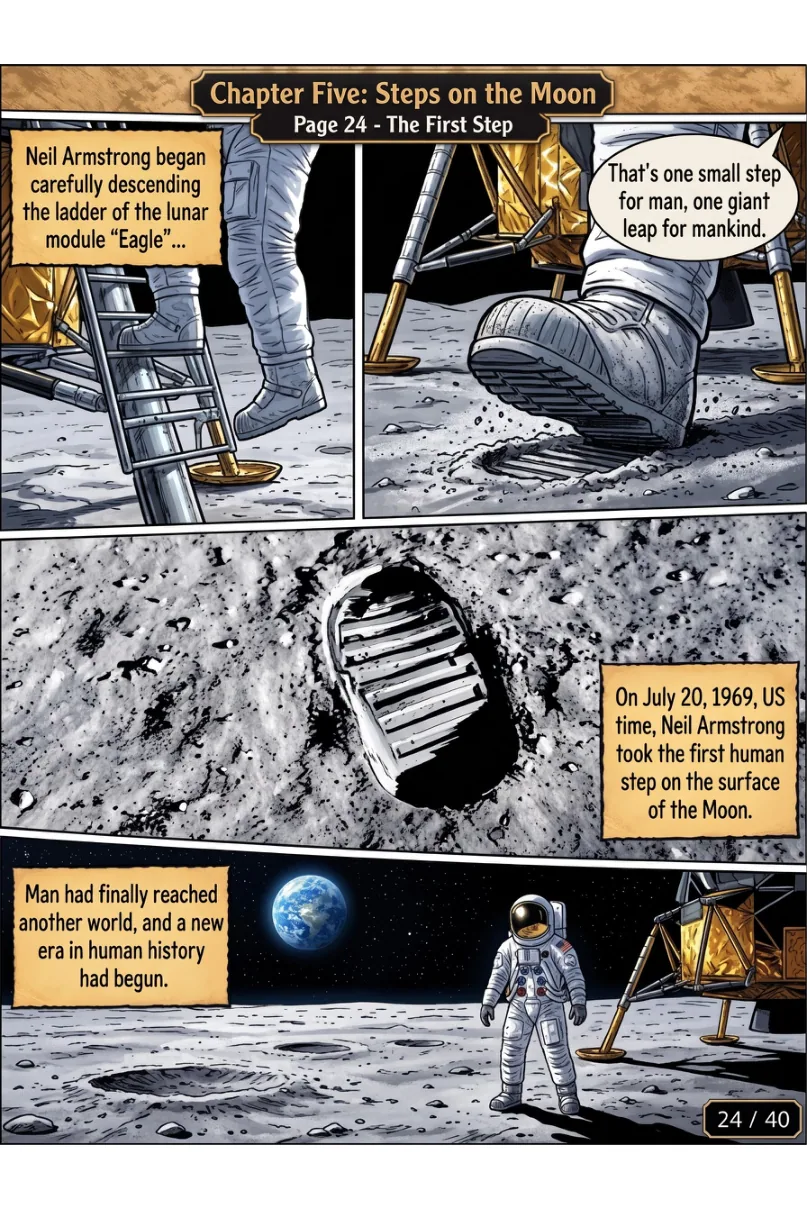 Chapter Five: Steps on the Moon
Page 24 - The First Step
Neil Armstrong began
carefully descending
the ladder of the lunar
module “Eagle”...
That's one small step
for man, one giant
leap for mankind.
On July 20, 1969, US
time, Neil Armstrong
took the first human
step on the surface
of the Moon.
Man had finally reached
another world, and a new
era in human history
had begun.
24 / 40